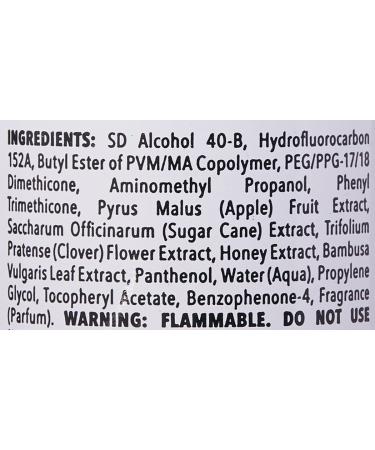 INGREDIENTS: SD Alcohol 40-B, Hydrofluorocarbon
152A, Butyl Ester of PVM/MA Copolymer, PEG/PPG-17/18
Dimethicone, Aminomethyl Propanol, Phenyl
Trimethicone, Pyrus Malus (Apple) Fruit Extract,
Saccharum Officinarum (Sugar Cane) Extract, Trifolium
Pratense (Clover) Flower Extract, Honey Extract, Bambusa
Vulgaris Leaf Extract, Panthenol, Water (Aqua), Propylene
Glycol, Tocopheryl Acetate, Benzophenone-4, Fragrance
(Parfum). WARNING: FLAMMABLE. DO NOT USE